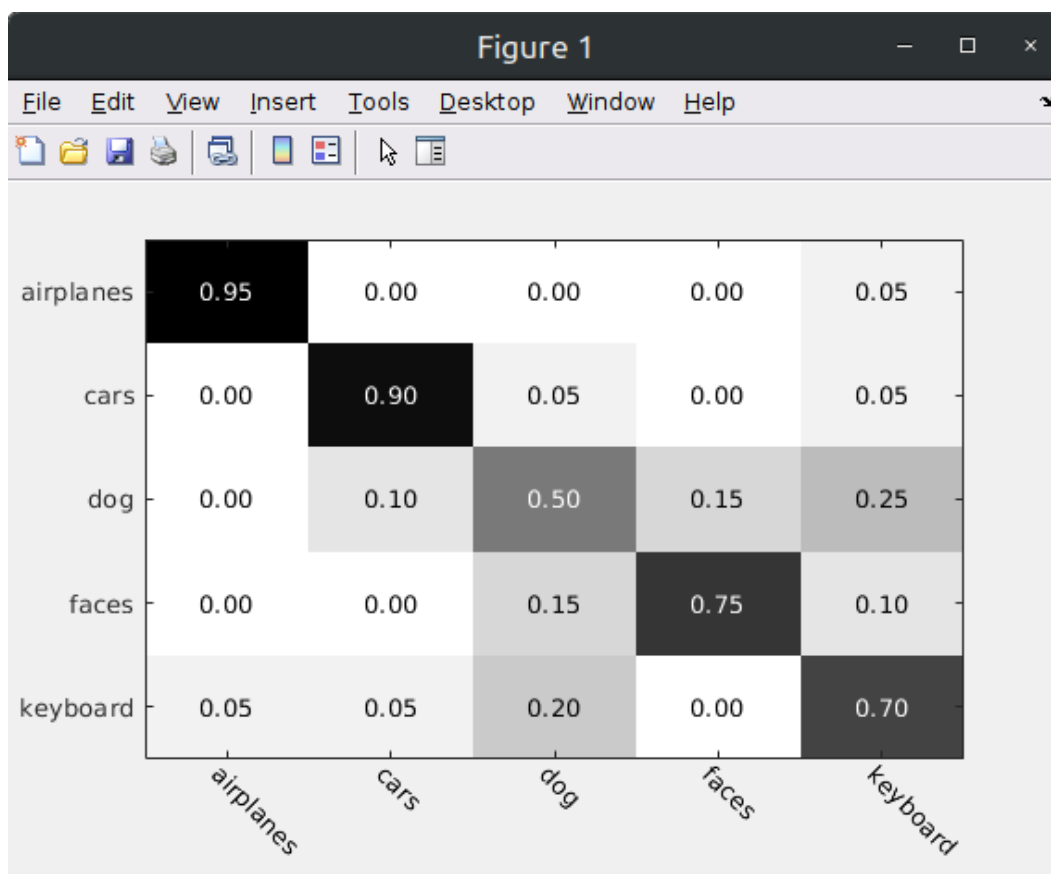 Figure 1
File Edit View Insert Tools Desktop Window Help
airplanes 0.95 0.00 0.00 0.00 0.05
cars 0.00 0.90 0.05 0.00 0.05
dog 0.00 0.10 0.50 0.15 0.25
faces 0.00 0.00 0.15 0.75 0.10
keyboard 0.05 0.05 0.20 0.00 0.70
airplanes cars dog faces keyboard